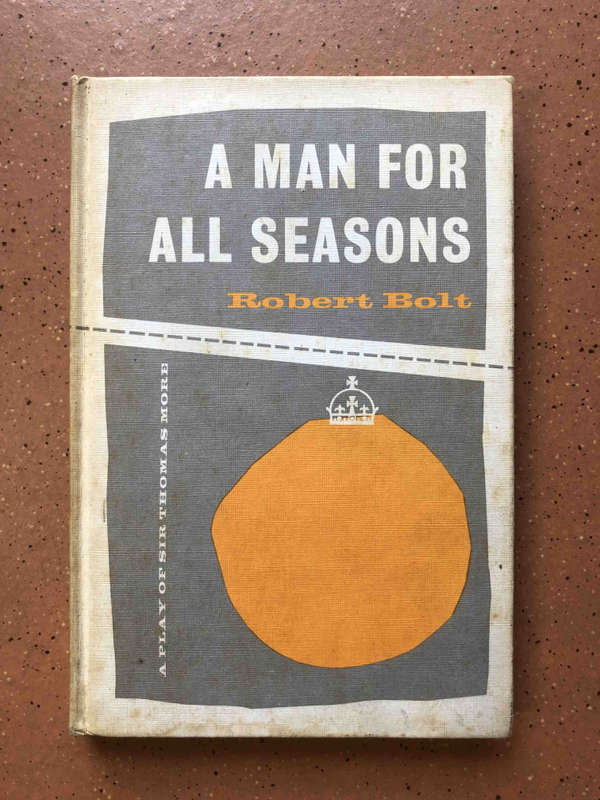 A MAN FOR
ALL SEASONS
Robert Bolt
A PLAY OF SIR THOMAS MORE